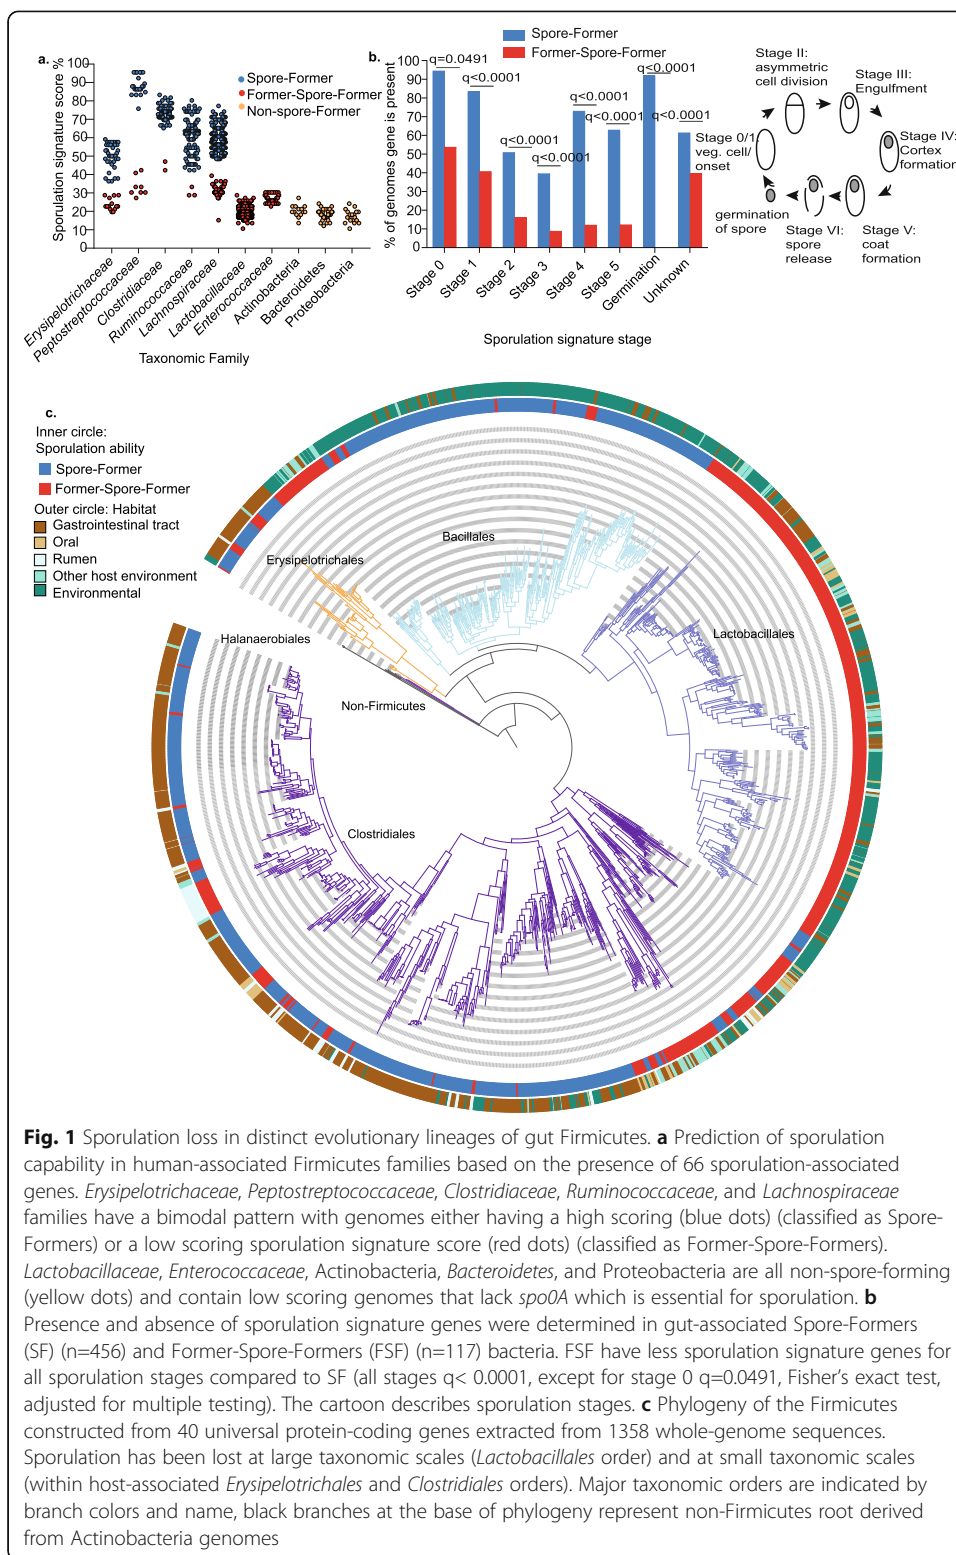 a.
Sporulation signature score %
100
90
80
70
60
50
40
30
20
10
0
Spore-Former
Former-Spore-Former
Non-spore-Former
Erysipelotrichaceae
Peptostreptococcaceae
Clostridiaceae
Ruminococcaceae
Lachnospiraceae
Lactobacillaceae
Enterococcaceae
Actinobacteria
Bacteroidetes
Proteobacteria
Taxonomic Family
b.
Spore-Former
Former-Spore-Former
% of genomes gene is present
100
90
80
70
60
50
40
30
20
10
0
q=0.0491
q<0.0001
q<0.0001
q<0.0001
q<0.0001
q<0.0001
q<0.0001
q<0.0001
Stage 0
Stage 1
Stage 2
Stage 3
Stage 4
Stage 5
Germination
Unknown
Sporulation signature stage
Stage II:
asymmetric
cell division
Stage III:
Engulfment
Stage IV:
Cortex
formation
Stage V:
coat
formation
Stage VI:
spore
release
germination
of spore
Stage 0/1:
veg. cell/
onset
c.
Inner circle:
Sporulation ability
Spore-Former
Former-Spore-Former
Outer circle: Habitat
Gastrointestinal tract
Oral
Rumen
Other host environment
Environmental
Erysipelotrichales
Bacillales
Lactobacillales
Halanaerobiales
Non-Firmicutes
Clostridiales
Fig. 1 Sporulation loss in distinct evolutionary lineages of gut Firmicutes. a Prediction of sporulation
capability in human-associated Firmicutes families based on the presence of 66 sporulation-associated
genes. Erysipelotrichaceae, Peptostreptococcaceae, Clostridiaceae, Ruminococcaceae, and Lachnospiraceae
families have a bimodal pattern with genomes either having a high scoring (blue dots) (classified as Spore-
Formers) or a low scoring sporulation signature score (red dots) (classified as Former-Spore-Formers).
Lactobacillaceae, Enterococcaceae, Actinobacteria, Bacteroidetes, and Proteobacteria are all non-spore-forming
(yellow dots) and contain low scoring genomes that lack spo0A which is essential for sporulation. b
Presence and absence of sporulation signature genes were determined in gut-associated Spore-Formers
(SF) (n=456) and Former-Spore-Formers (FSF) (n=117) bacteria. FSF have less sporulation signature genes for
all sporulation stages compared to SF (all stages q< 0.0001, except for stage 0 q=0.0491, Fisher's exact test,
adjusted for multiple testing). The cartoon describes sporulation stages. c Phylogeny of the Firmicutes
constructed from 40 universal protein-coding genes extracted from 1358 whole-genome sequences.
Sporulation has been lost at large taxonomic scales (Lactobacillales order) and at small taxonomic scales
(within host-associated Erysipelotrichales and Clostridiales orders). Major taxonomic orders are indicated by
branch colors and name, black branches at the base of phylogeny represent non-Firmicutes root derived
from Actinobacteria genomes